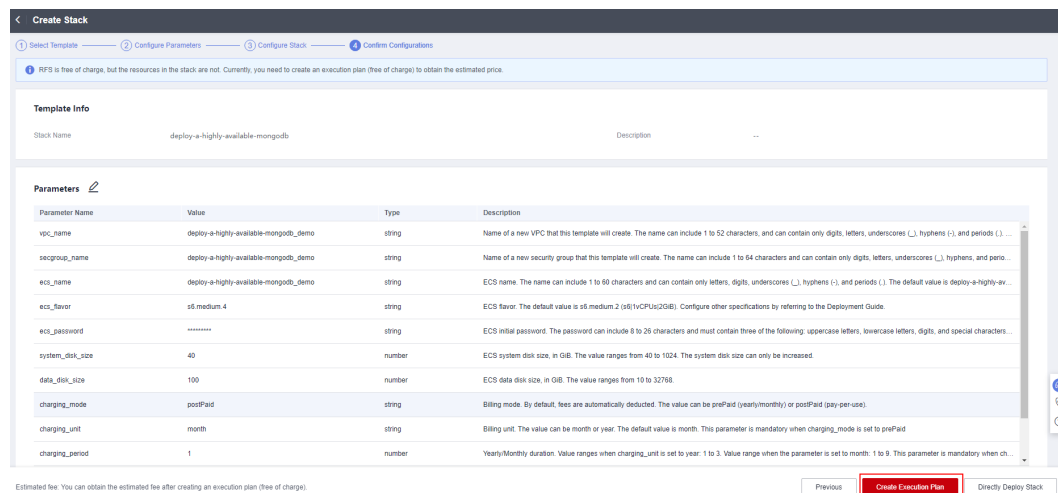 Create Stack
1 Select Template 2 Configure Parameters 3 Configure Stack 4 Confirm Configurations
RFS is free of charge, but the resources in the stack are not. Currently, you need to create an execution plan (free of charge) to obtain the estimated price.
Template Info
Stack Name deploy-a-highly-available-mongodb Description --
Parameters
Parameter Name Value Type Description
vpc_name deploy-a-highly-available-mongodb_demo string Name of a new VPC that this template will create. The name can include 1 to 52 characters, and can contain only digits, letters, underscores (_), hyphens (-), and periods (.). ...
secgroup_name deploy-a-highly-available-mongodb_demo string Name of a new security group that this template will create. The name can include 1 to 64 characters and can contain only digits, letters, underscores (_), hyphens, and perio...
ecs_name deploy-a-highly-available-mongodb_demo string ECS name. The name can include 1 to 60 characters and can contain only letters, digits, underscores (_), hyphens (-), and periods (.). The default value is deploy-a-highly-av...
ecs_flavor s6.medium.4 string ECS flavor. The default value is s6.medium.2 (s6|1vCPUs|2GiB). Configure other specifications by referring to the Deployment Guide.
ecs_password ********* string ECS initial password. The password can include 8 to 26 characters and must contain three of the following: uppercase letters, lowercase letters, digits, and special characters...
system_disk_size 40 number ECS system disk size, in GiB. The value ranges from 40 to 1024. The system disk size can only be increased.
data_disk_size 100 number ECS data disk size, in GiB. The value ranges from 10 to 32768.
charging_mode postPaid string Billing mode. By default, fees are automatically deducted. The value can be prePaid (yearly/monthly) or postPaid (pay-per-use).
charging_unit month string Billing unit. The value can be month or year. The default value is month. This parameter is mandatory when charging_mode is set to prePaid
charging_period 1 number Yearly/Monthly duration. Value ranges when charging_unit is set to year: 1 to 3. Value range when the parameter is set to month: 1 to 9. This parameter is mandatory when ch...
Estimated fee: You can obtain the estimated fee after creating an execution plan (free of charge). Previous Create Execution Plan Directly Deploy Stack